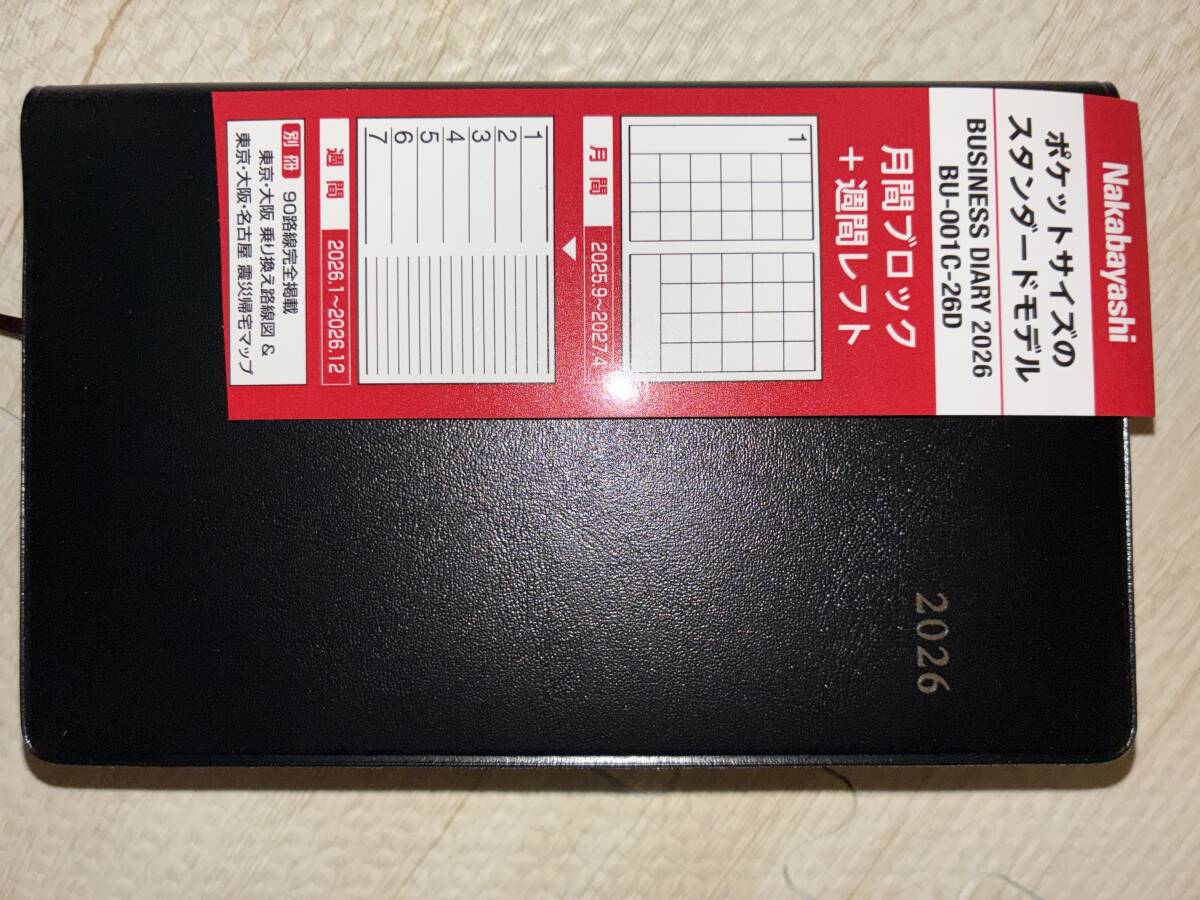 Nakabayashi
ポケットサイズの
スタンダードモデル
BUSINESS DIARY 2026
BU-001C-26D
月間ブロック
+週間レフト
1
月間
2025.9~2027.4
1
2
3
4
5
6
7
週間
2026.1~2026.12
別冊 90路線完全掲載
東京・大阪 乗り換え路線図 &
東京・大阪・名古屋 震災帰宅マップ
2026